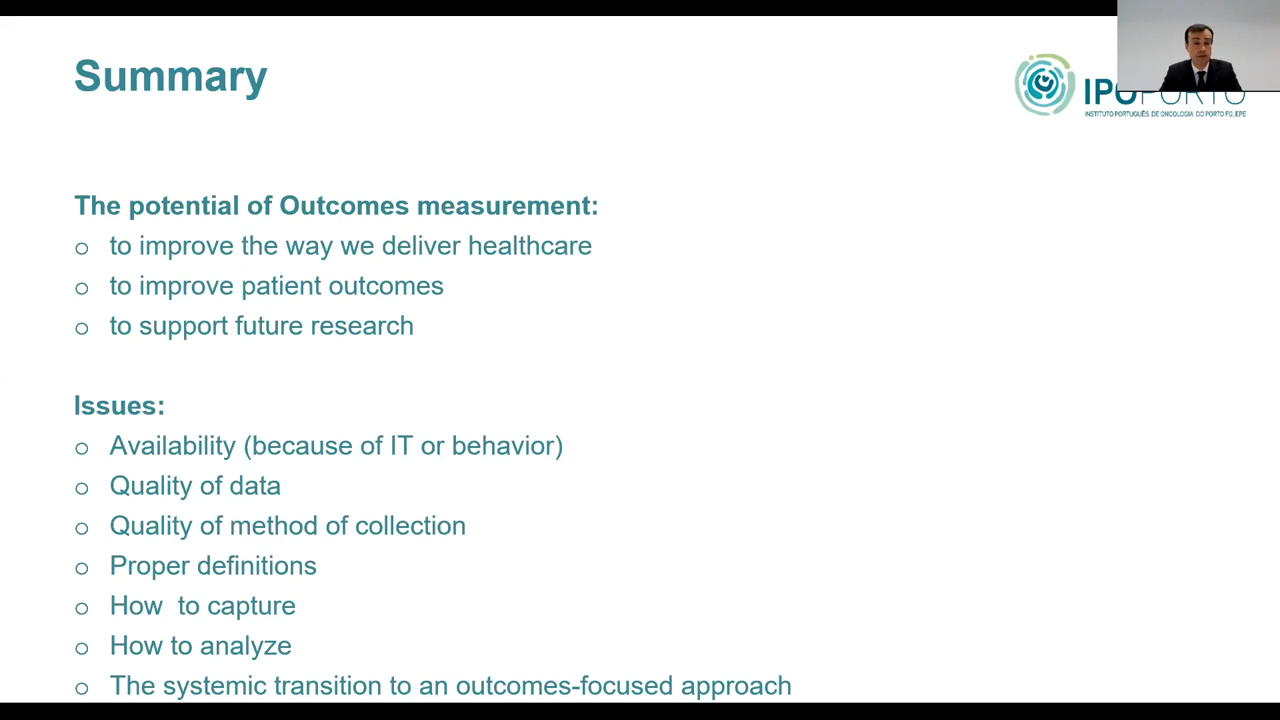 Summary
IPOPORTO
INSTITUTO PORTUGUÊS DE ONCOLOGIA DO PORTO FG, EPE
The potential of Outcomes measurement:
o to improve the way we deliver healthcare
o to improve patient outcomes
o to support future research
Issues:
o Availability (because of IT or behavior)
o Quality of data
o Quality of method of collection
o Proper definitions
o How  to capture
o How to analyze
o The systemic transition to an outcomes-focused approach